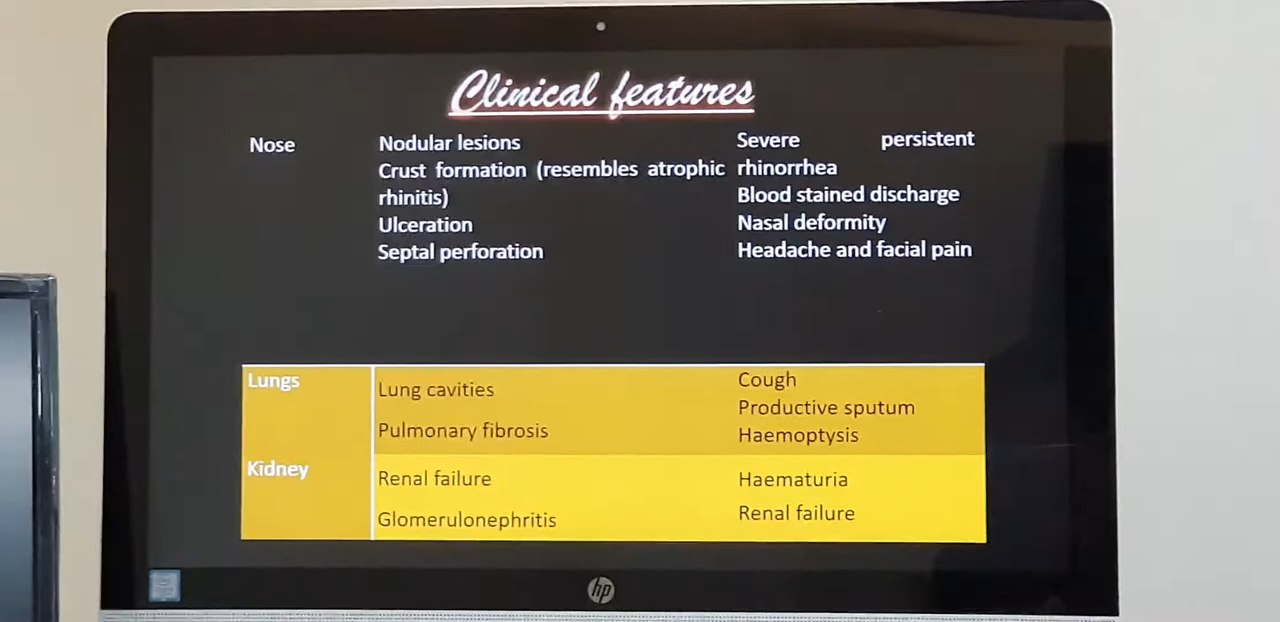 Clinical features
Nose
Nodular lesions
Crust formation (resembles atrophic
rhinitis)
Ulceration
Septal perforation
Severe persistent
rhinorrhea
Blood stained discharge
Nasal deformity
Headache and facial pain
Lungs
Lung cavities
Pulmonary fibrosis
Cough
Productive sputum
Haemoptysis
Kidney
Renal failure
Glomerulonephritis
Haematuria
Renal failure
hp